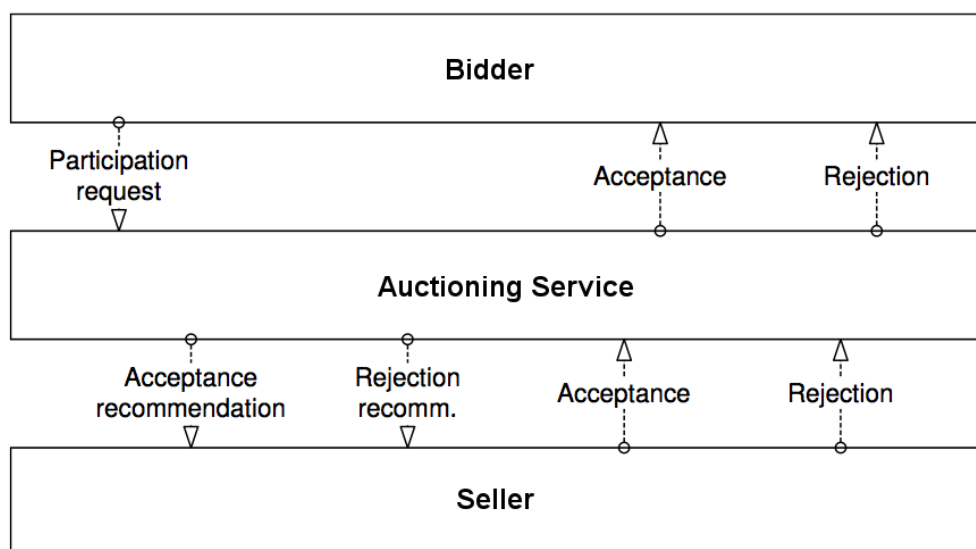 Bidder
Participation
request
Acceptance
Rejection
Auctioning Service
Acceptance
recommendation
Rejection
recomm.
Acceptance
Rejection
Seller